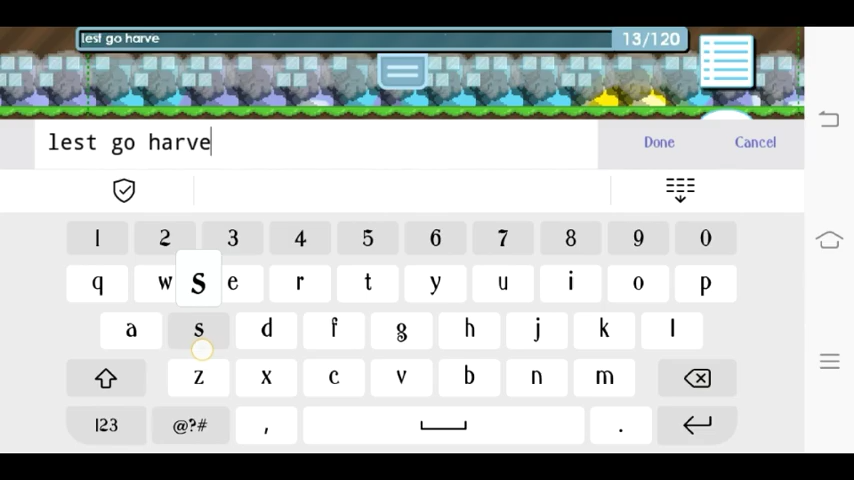 lest go harve 13/120
lest go harve Done Cancel
1 2 3 4 5 6 7 8 9 0
q w s e r t y u i o p
a s d f g h j k l
z x c v b n m
123 @?# , .